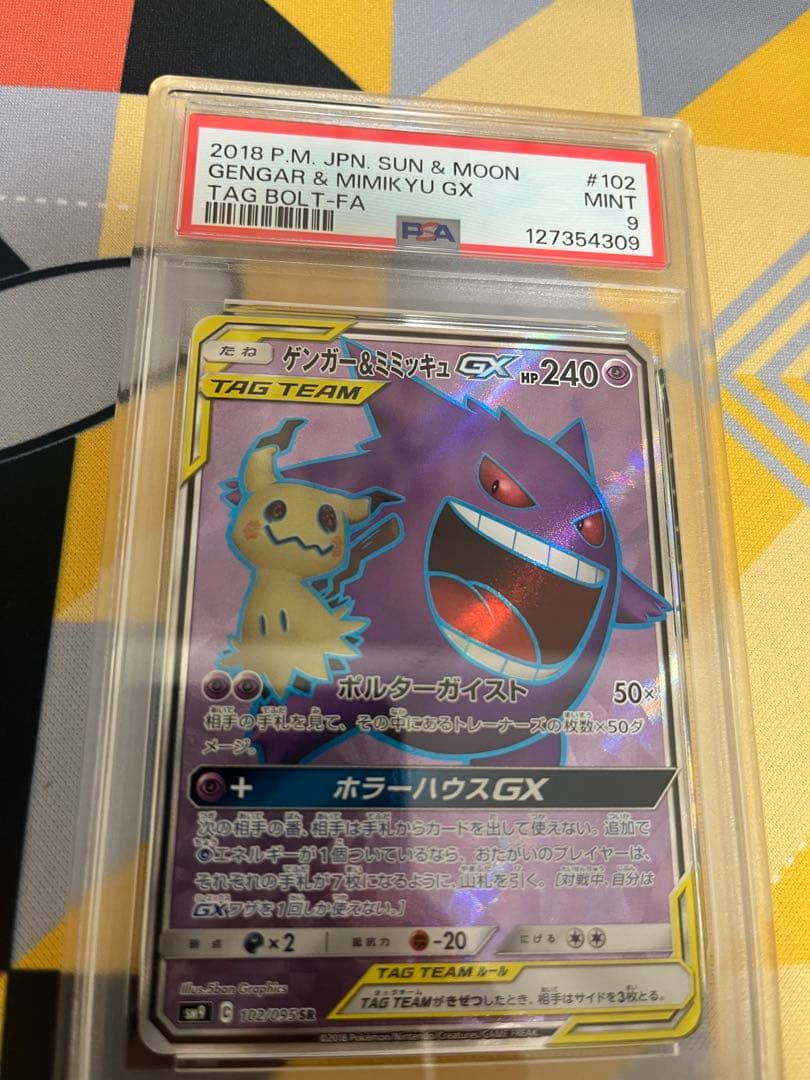 2018 P.M. JPN. SUN & MOON #102
GENGAR & MIMIKYU GX MINT
TAG BOLT-FA 9
PSA 127354309
たね ゲンガー&ミミッキュGX HP240
TAG TEAM
ポルターガイスト 50×
相手の手札を見て、その中にあるトレーナーズの枚数×50ダ
メージ。
+ ホラーハウスGX
次の相手の番、相手は手札からカードを出して使えない。追加で
エネルギーが1個ついているなら、おたがいのプレイヤーは、
それぞれの手札が7枚になるように、山札を引く。[対戦中、自分は
GXワザを1回しか使えない。]
弱点 ×2 抵抗力 -20 にげる
TAG TEAM ルール
TAG TEAMがきぜつしたとき、相手はサイドを3枚とる。
Illus. 5ban Graphics
sm9 C 102/095 SR
©2018 Pokémon/Nintendo/Creatures/GAME FREAK.